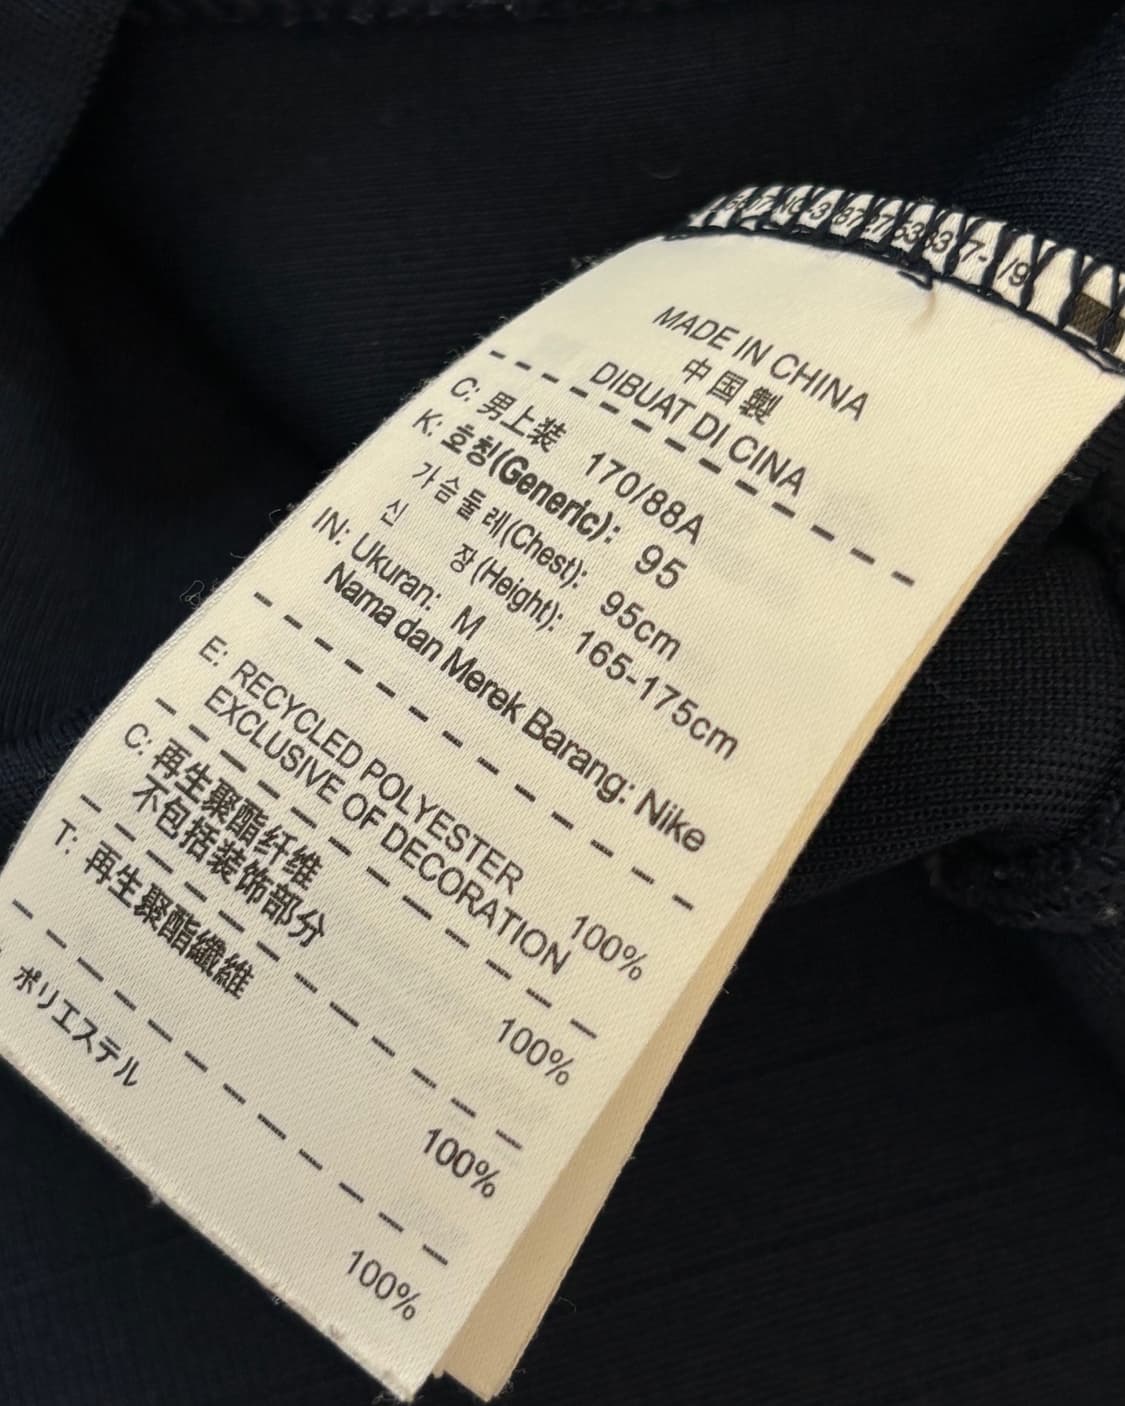 MADE IN CHINA
中国製
DIBUAT DI CINA
C: 男上装 170/88A
K: 호칭(Generic): 95
가슴둘레(Chest): 95cm
신 장(Height): 165-175cm
IN: Ukuran: M
Nama dan Merek Barang: Nike
E: RECYCLED POLYESTER 100%
EXCLUSIVE OF DECORATION
C: 再生聚酯纤维 100%
不包括装饰部分
T: 再生聚酯纖維 100%
ポリエステル 100%